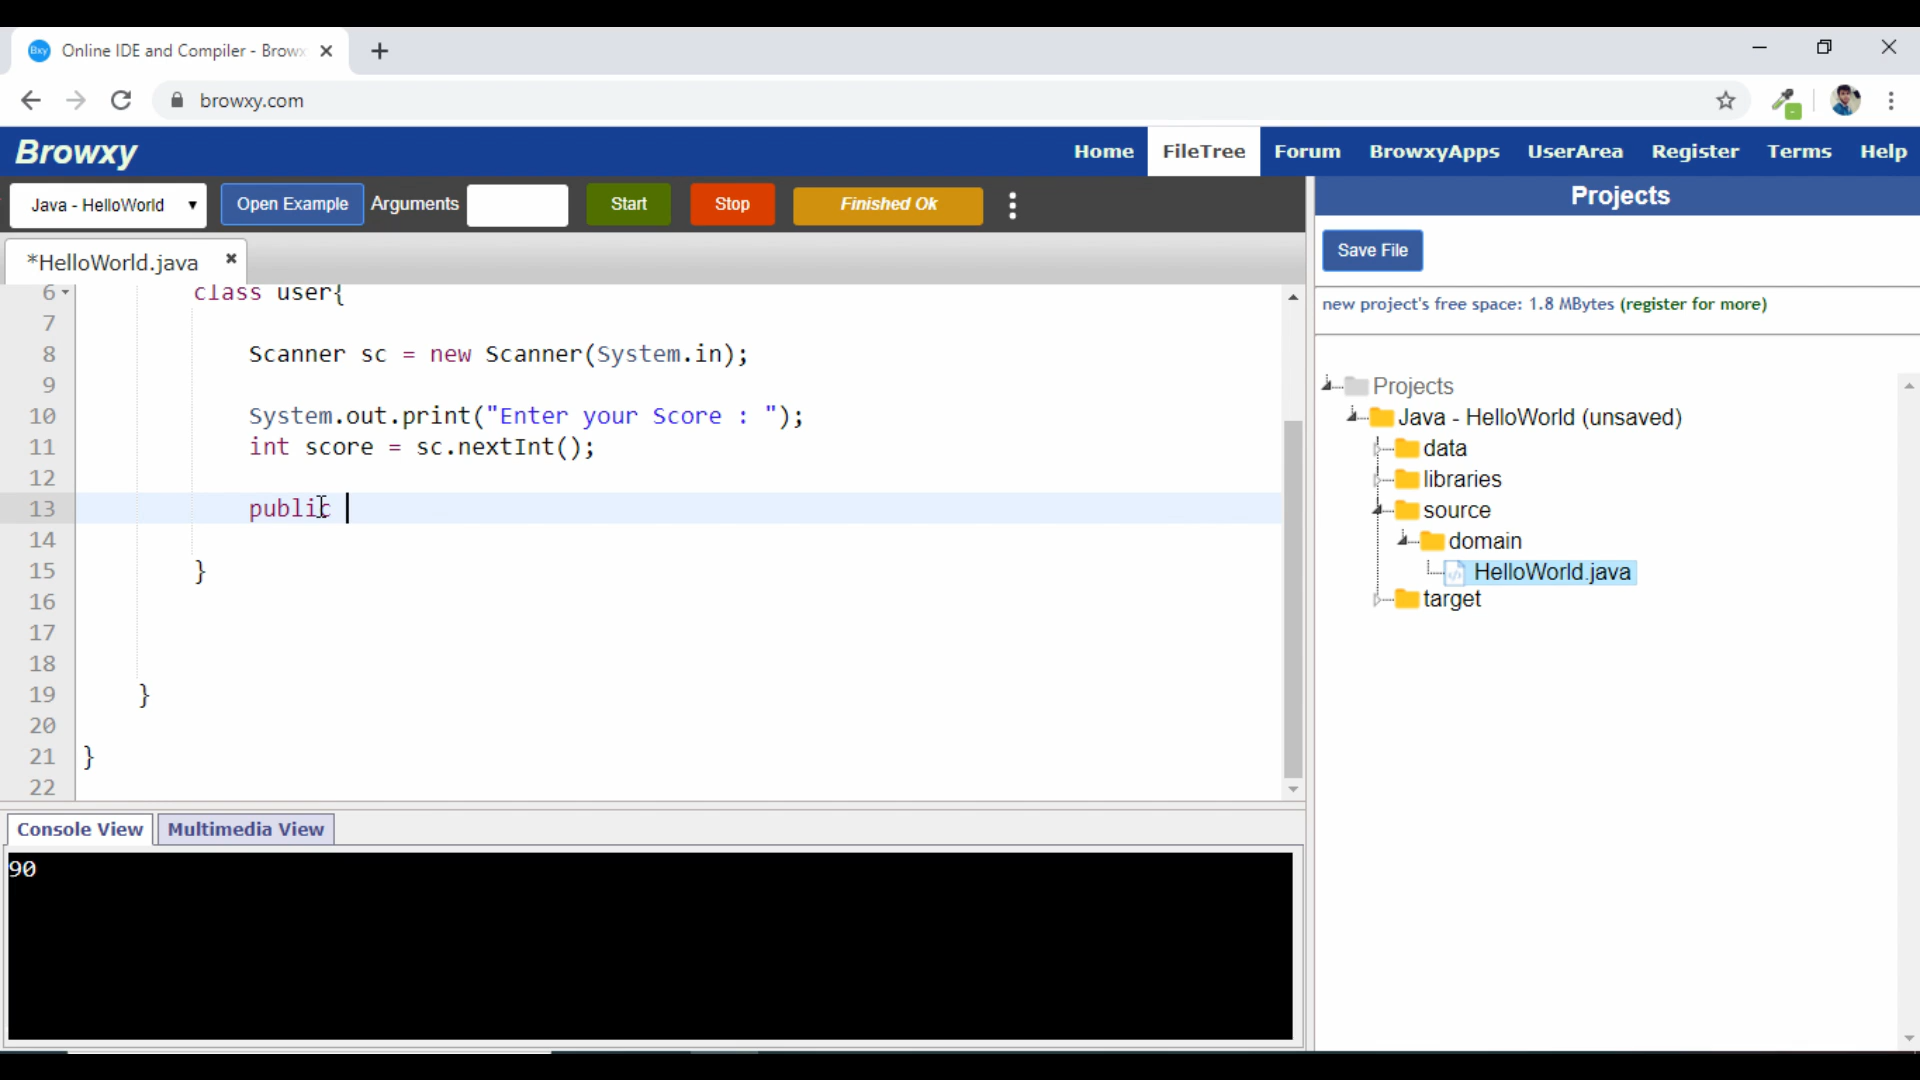 Bxy Online IDE and Compiler - Brow
browxy.com
Browxy
Home FileTree Forum BrowxyApps UserArea Register Terms Help
Java - HelloWorld Open Example Arguments Start Stop Finished Ok
Projects
*HelloWorld.java
Save File
new project's free space: 1.8 MBytes (register for more)
6 class user{
7
8 Scanner sc = new Scanner(System.in);
9
10 System.out.print("Enter your Score : ");
11 int score = sc.nextInt();
12
13 public
14
15 }
16
17
18
19 }
20
21 }
22
Projects
Java - HelloWorld (unsaved)
data
libraries
source
domain
HelloWorld.java
target
Console View Multimedia View
90